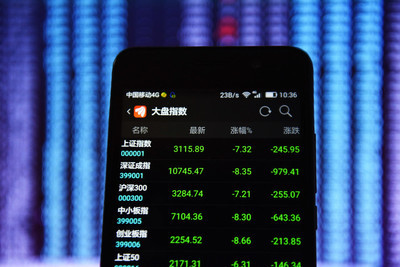 中国移动4G 23B/s 10:36
大盘指数
名称 最新 涨幅% 涨跌
上证指数 3115.89 -7.32 -245.95
000001
深证成指 10745.47 -8.35 -979.41
399001
沪深300 3284.74 -7.21 -255.07
000300
中小板指 7104.36 -8.30 -643.36
399005
创业板指 2254.52 -8.66 -213.85
399006
上证50 2171.31 -6.31 -146.34